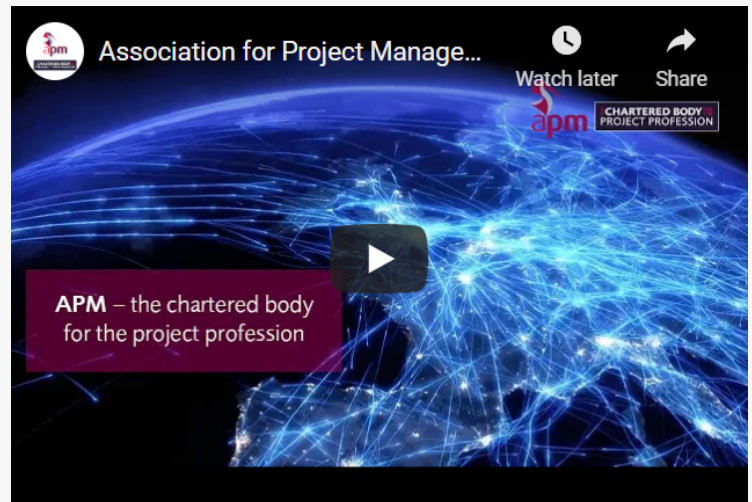 apm
Association for Project Manage...
Watch later
Share
apm
CHARTERED BODY
PROJECT PROFESSION
APM – the chartered body
for the project profession